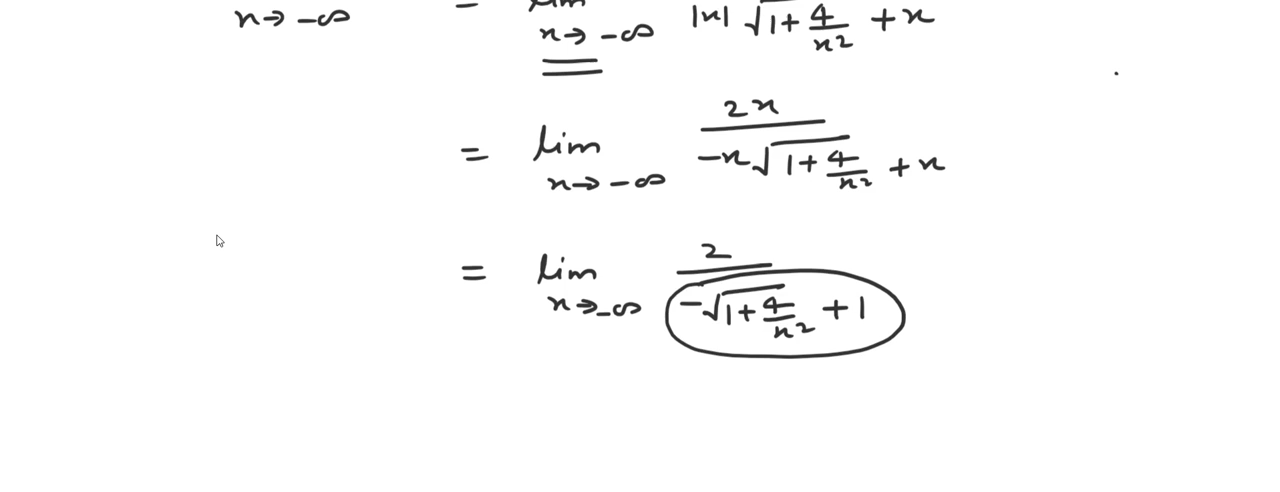 x→ -∞ = lim x→ -∞ |x| √1+ 4/x² + x
= lim x→ -∞ 2x / -x√1+ 4/x² + x
= lim x→ -∞ 2 / -√1+ 4/x² + 1